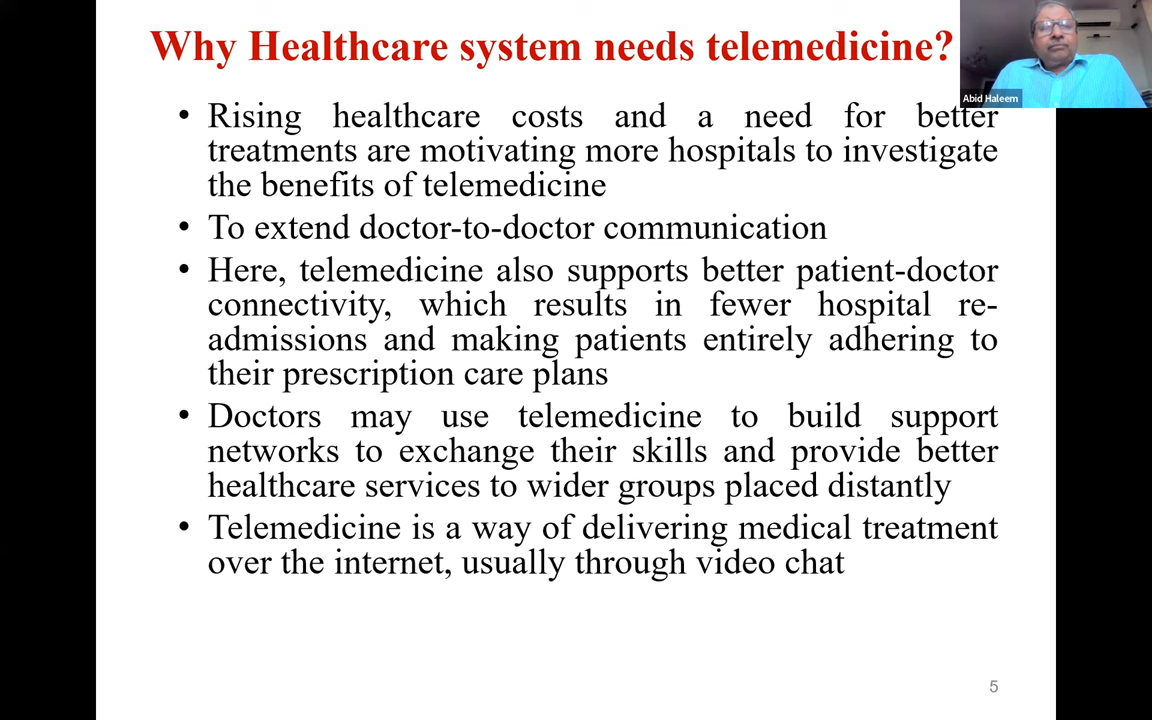 Why Healthcare system needs telemedicine?
Abid Haleem
• Rising healthcare costs and a need for better
treatments are motivating more hospitals to investigate
the benefits of telemedicine
• To extend doctor-to-doctor communication
• Here, telemedicine also supports better patient-doctor
connectivity, which results in fewer hospital re-
admissions and making patients entirely adhering to
their prescription care plans
• Doctors may use telemedicine to build support
networks to exchange their skills and provide better
healthcare services to wider groups placed distantly
• Telemedicine is a way of delivering medical treatment
over the internet, usually through video chat
5